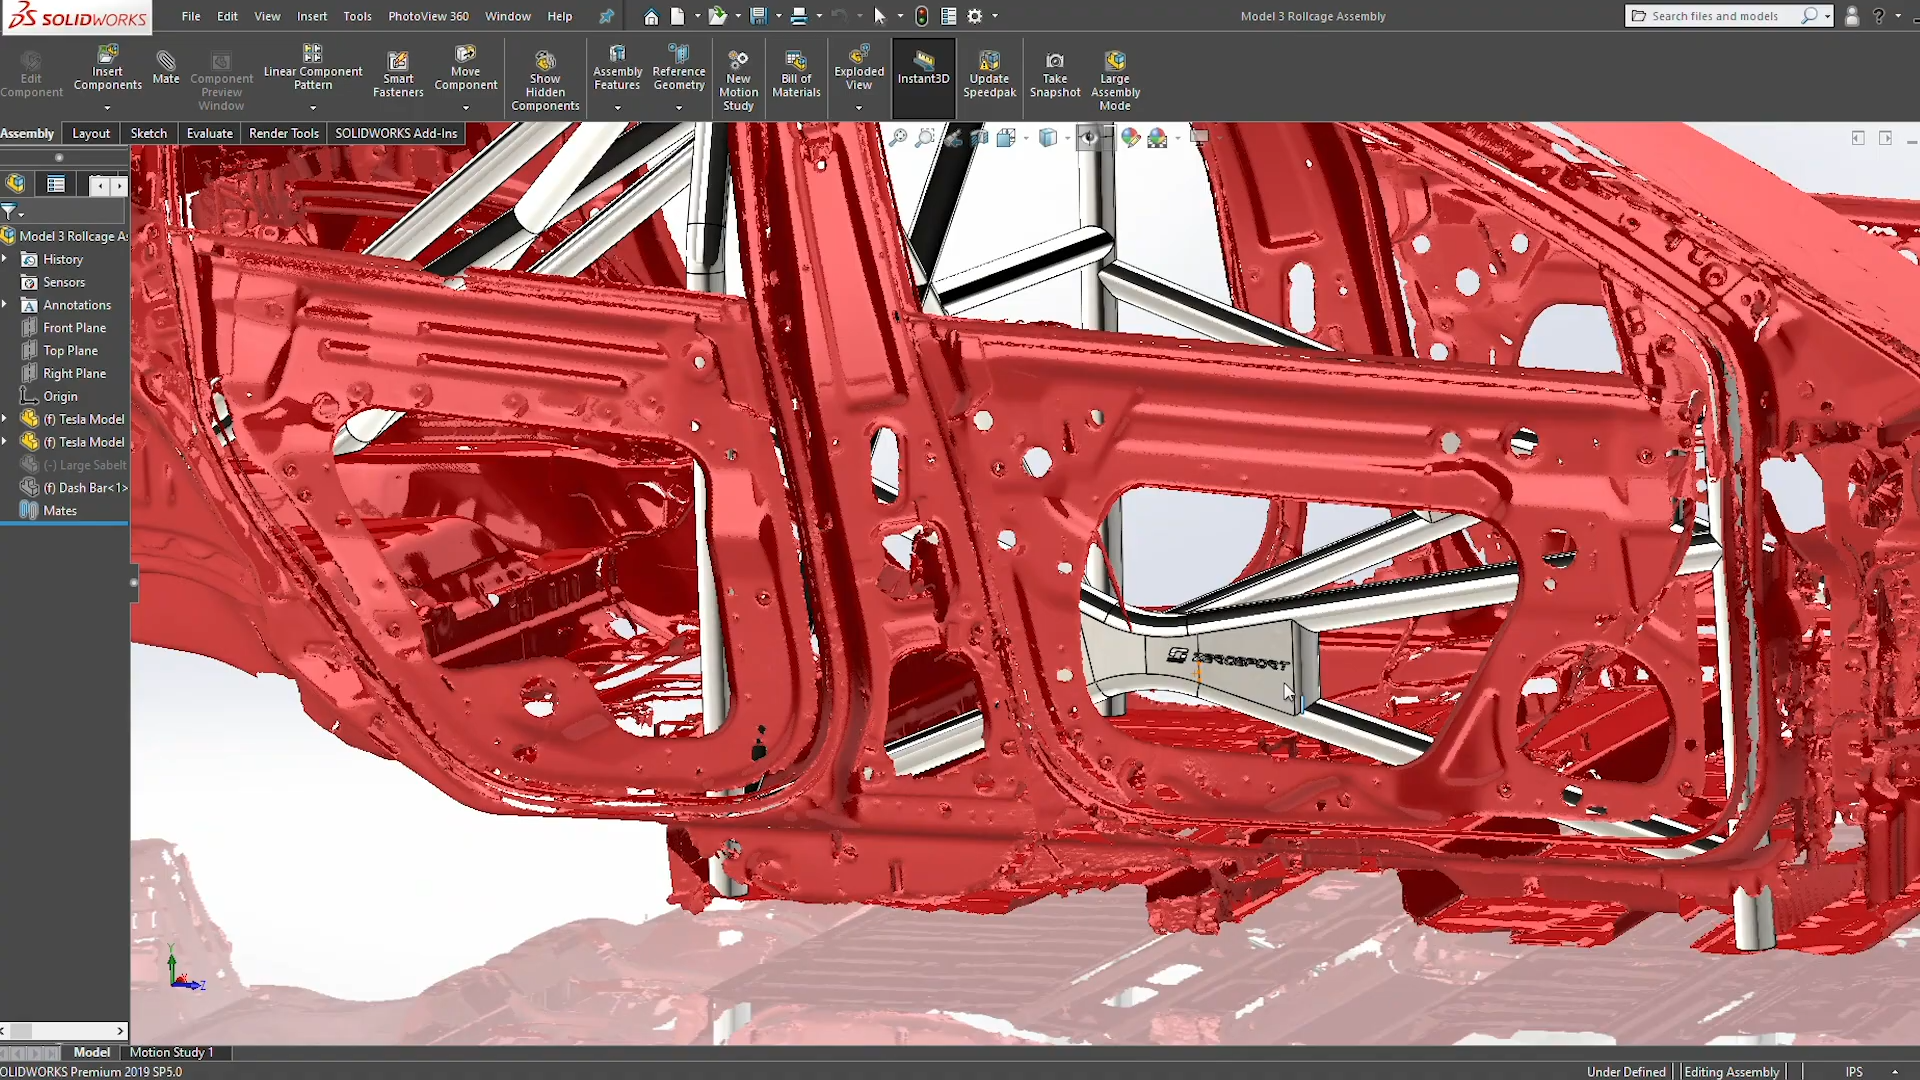 SOLIDWORKS
File Edit View Insert Tools PhotoView 360 Window Help
Model 3 Rollcage Assembly
Search files and models
Edit Component
Insert Components
Mate
Component Preview Window
Linear Component Pattern
Smart Fasteners
Move Component
Show Hidden Components
Assembly Features
Reference Geometry
New Motion Study
Bill of Materials
Exploded View
Instant3D
Update Speedpak
Take Snapshot
Large Assembly Mode
Assembly Layout Sketch Evaluate Render Tools SOLIDWORKS Add-Ins
Model 3 Rollcage A
History
Sensors
Annotations
Front Plane
Top Plane
Right Plane
Origin
(f) Tesla Model
(f) Tesla Model
(-) Large Sabelt
(f) Dash Bar<1>
Mates
ZEROSPORT
Y
Z
Model Motion Study 1
OLIDWORKS Premium 2019 SP5.0
Under Defined Editing Assembly IPS